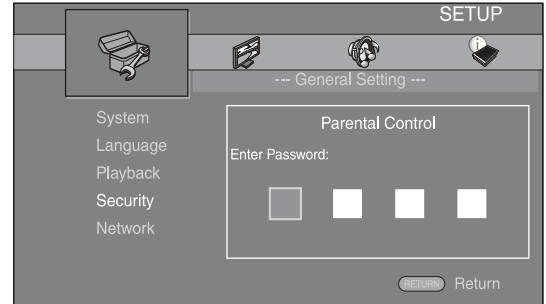 SETUP
--- General Setting ---
System
Language
Playback
Security
Network
Parental Control
Enter Password:
RETURN Return